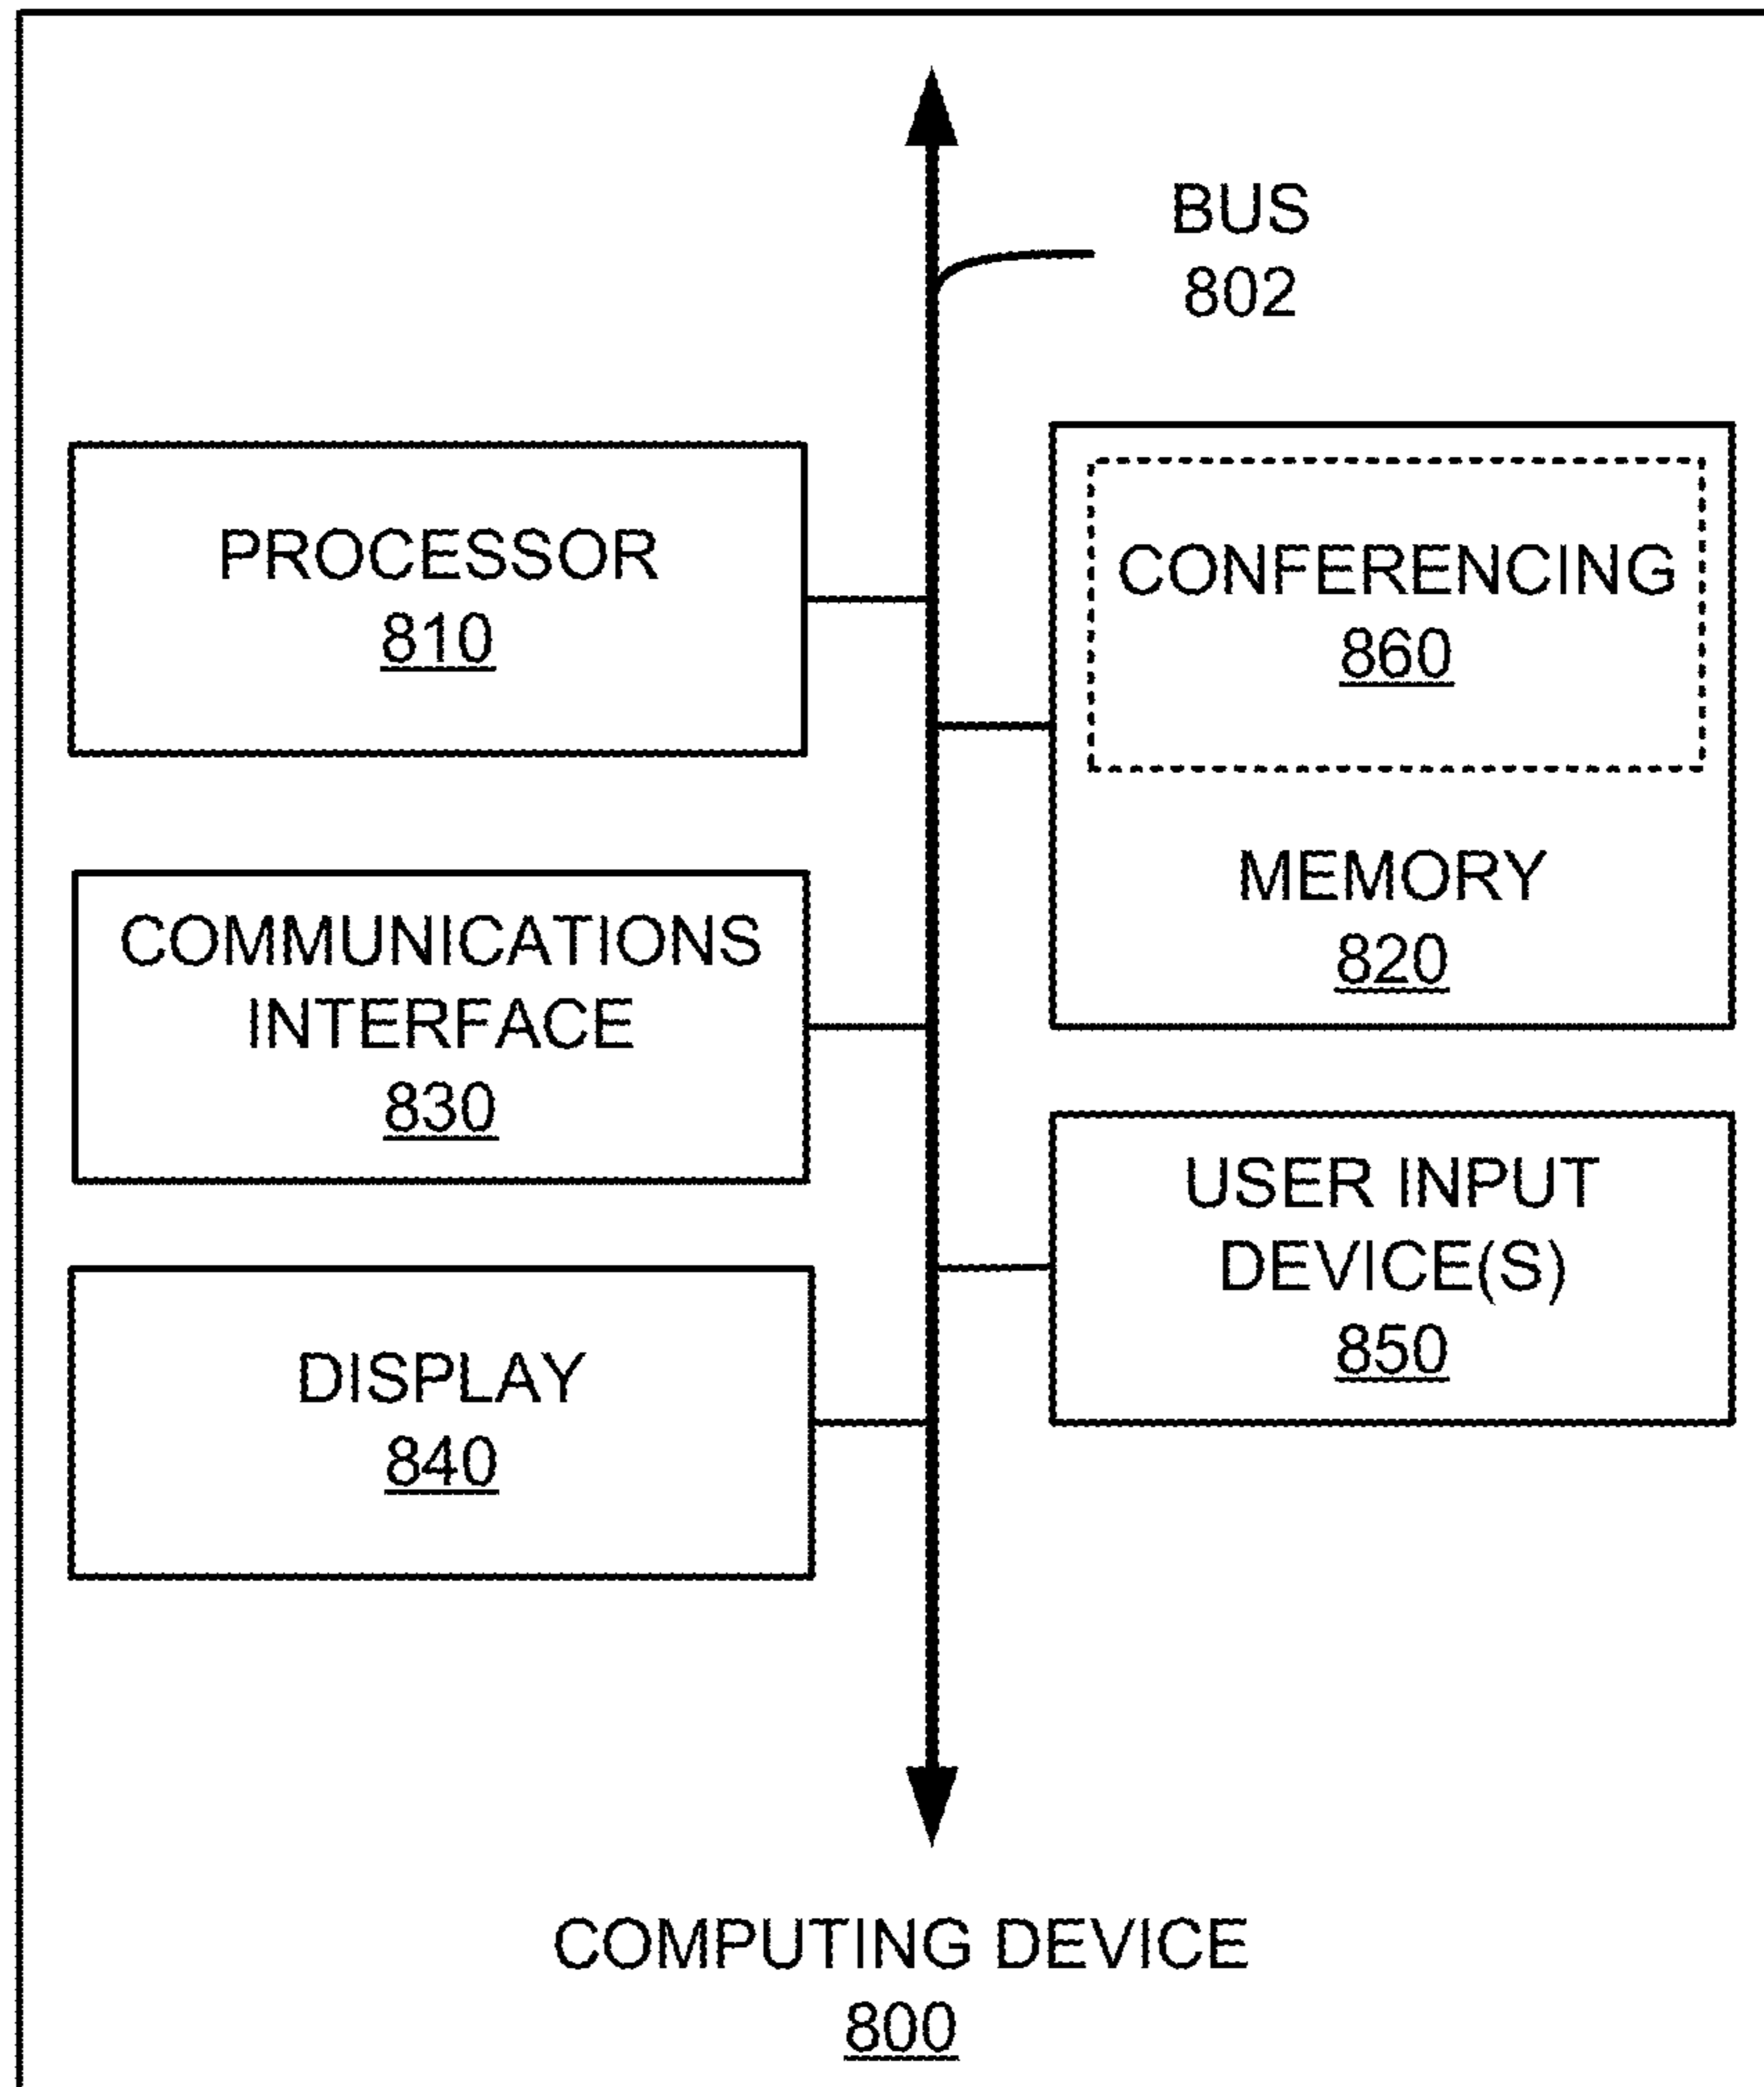 BUS
802
PROCESSOR
810
CONFERENCING
860
MEMORY
820
COMMUNICATIONS
INTERFACE
830
USER INPUT
DEVICE(S)
850
DISPLAY
840
COMPUTING DEVICE
800